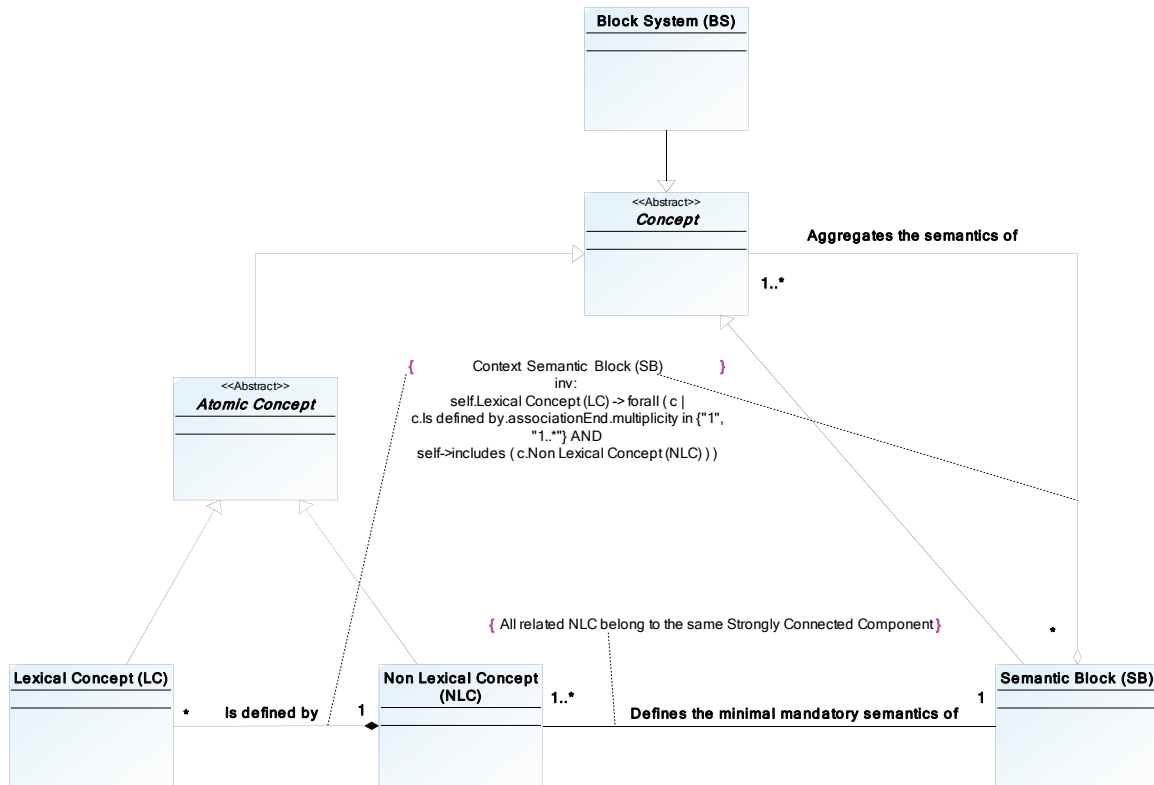 Block System (BS)
<<Abstract>>
Concept
Aggregates the semantics of
1..*
{ Context Semantic Block (SB) }
inv:
self.Lexical Concept (LC) -> forall ( c |
c.Is defined by.associationEnd.multiplicity in {"1",
"1..*"} AND
self->includes ( c.Non Lexical Concept (NLC) ) )
<<Abstract>>
Atomic Concept
{ All related NLC belong to the same Strongly Connected Component }
*
Lexical Concept (LC)
Non Lexical Concept
(NLC)
Semantic Block (SB)
* Is defined by 1
1..*
Defines the minimal mandatory semantics of
1